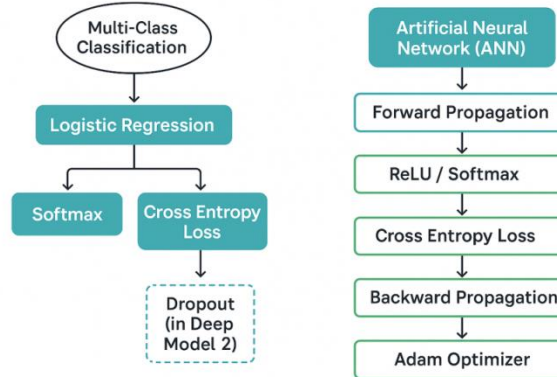 Multi-Class
Classification
Logistic Regression
Softmax
Cross Entropy
Loss
Dropout
(in Deep
Model 2)
Artificial Neural
Network (ANN)
Forward Propagation
ReLU / Softmax
Cross Entropy Loss
Backward Propagation
Adam Optimizer